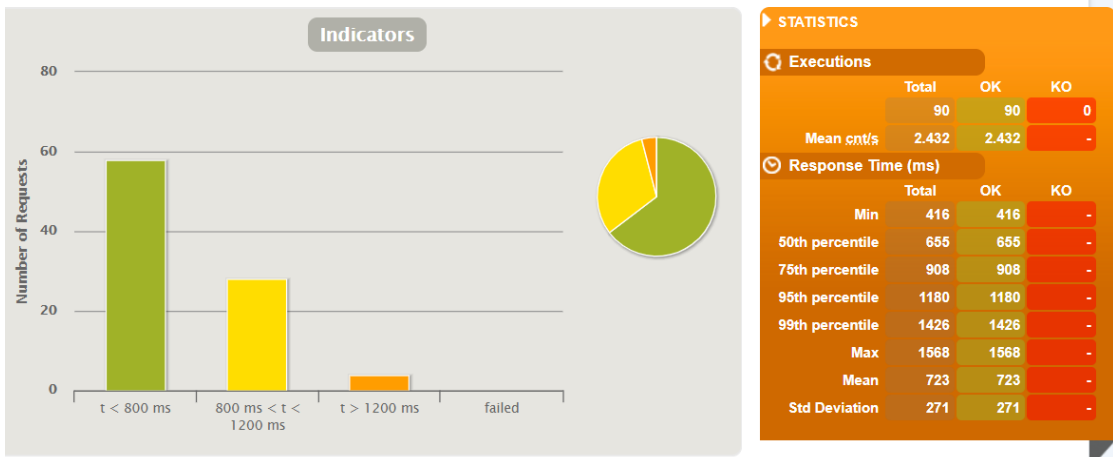 Indicators
80
60
40
20
0
Number of Requests
t < 800 ms
800 ms < t <
1200 ms
t > 1200 ms
failed
STATISTICS
Executions
Total OK KO
90 90 0
Mean cnt/s 2.432 2.432 -
Response Time (ms)
Total OK KO
Min 416 416 -
50th percentile 655 655 -
75th percentile 908 908 -
95th percentile 1180 1180 -
99th percentile 1426 1426 -
Max 1568 1568 -
Mean 723 723 -
Std Deviation 271 271 -